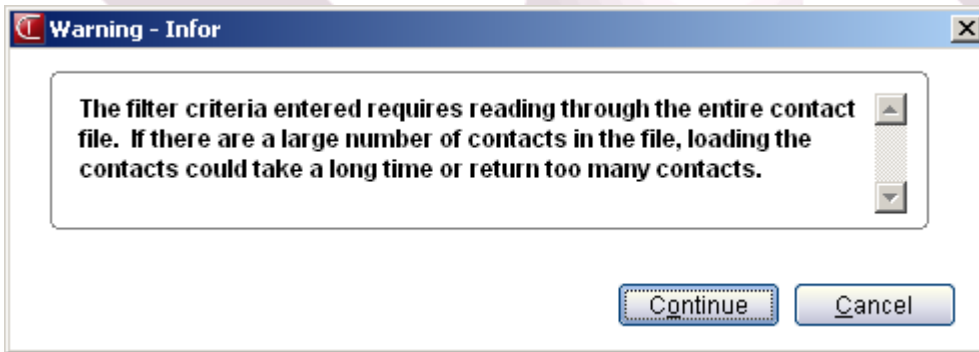 Warning - Infor
The filter criteria entered requires reading through the entire contact
file.  If there are a large number of contacts in the file, loading the
contacts could take a long time or return too many contacts.
Continue
Cancel